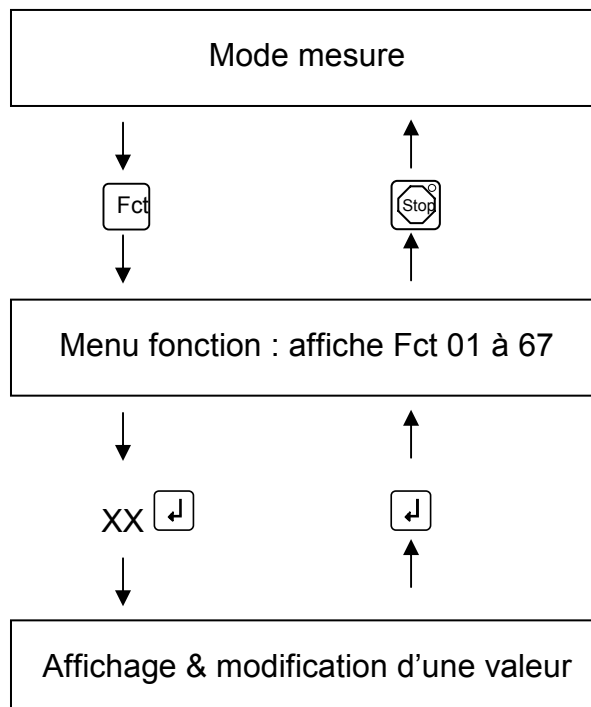 Mode mesure
Fct
Stop
Menu fonction : affiche Fct 01 à 67
XX
Affichage & modification d’une valeur